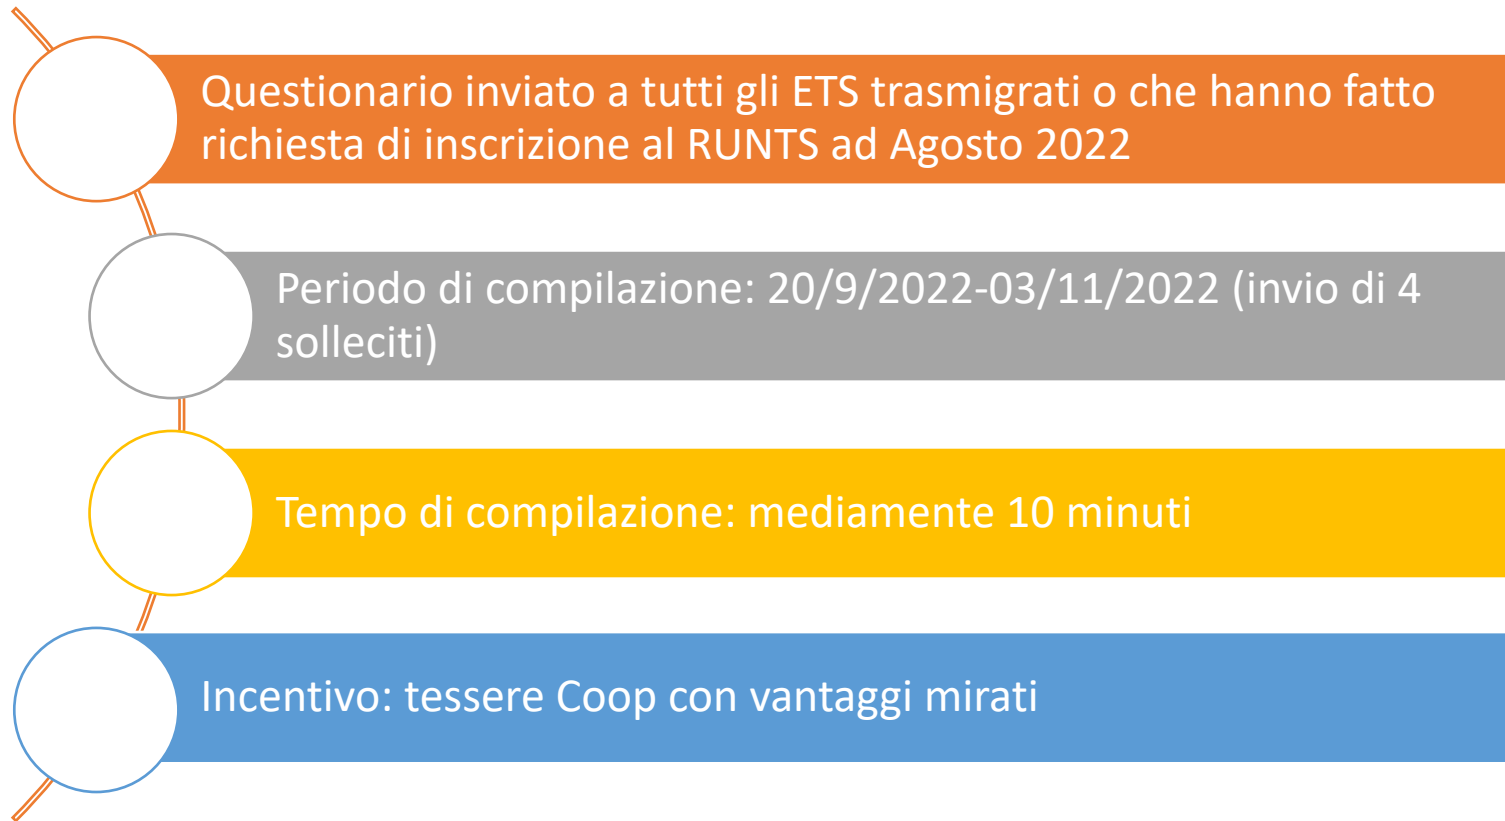 Questionario inviato a tutti gli ETS trasmigrati o che hanno fatto
richiesta di inscrizione al RUNTS ad Agosto 2022
Periodo di compilazione: 20/9/2022-03/11/2022 (invio di 4
solleciti)
Tempo di compilazione: mediamente 10 minuti
Incentivo: tessere Coop con vantaggi mirati